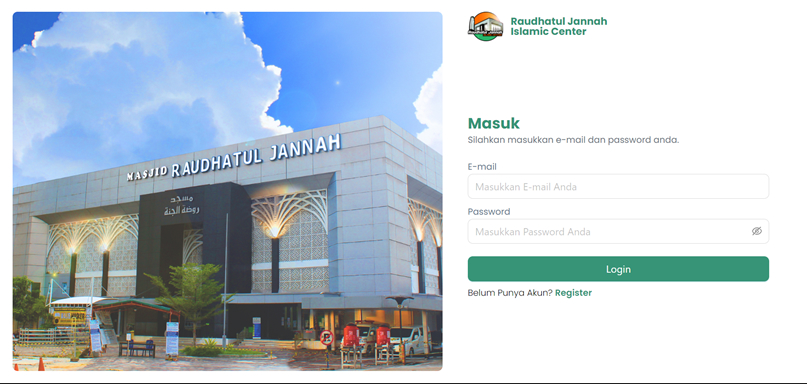 MASJID RAUDHATUL JANNAH
مسجد
روضة الجنة
Raudhatul Jannah
Islamic Center
Masuk
Silahkan masukkan e-mail dan password anda.
E-mail
Masukkan E-mail Anda
Password
Masukkan Password Anda
Login
Belum Punya Akun? Register